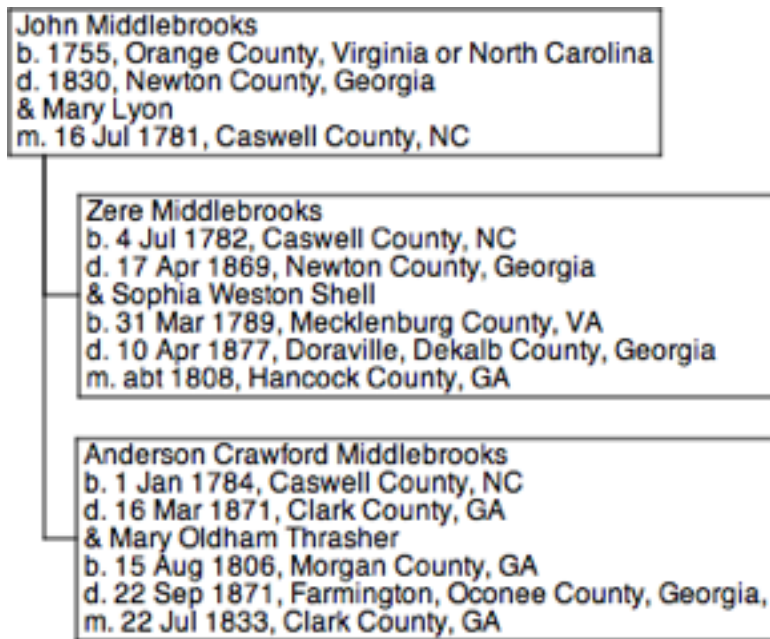 John Middlebrooks
b. 1755, Orange County, Virginia or North Carolina
d. 1830, Newton County, Georgia
& Mary Lyon
m. 16 Jul 1781, Caswell County, NC
Zere Middlebrooks
b. 4 Jul 1782, Caswell County, NC
d. 17 Apr 1869, Newton County, Georgia
& Sophia Weston Shell
b. 31 Mar 1789, Mecklenburg County, VA
d. 10 Apr 1877, Doraville, Dekalb County, Georgia
m. abt 1808, Hancock County, GA
Anderson Crawford Middlebrooks
b. 1 Jan 1784, Caswell County, NC
d. 16 Mar 1871, Clark County, GA
& Mary Oldham Thrasher
b. 15 Aug 1806, Morgan County, GA
d. 22 Sep 1871, Farmington, Oconee County, Georgia,
m. 22 Jul 1833, Clark County, GA